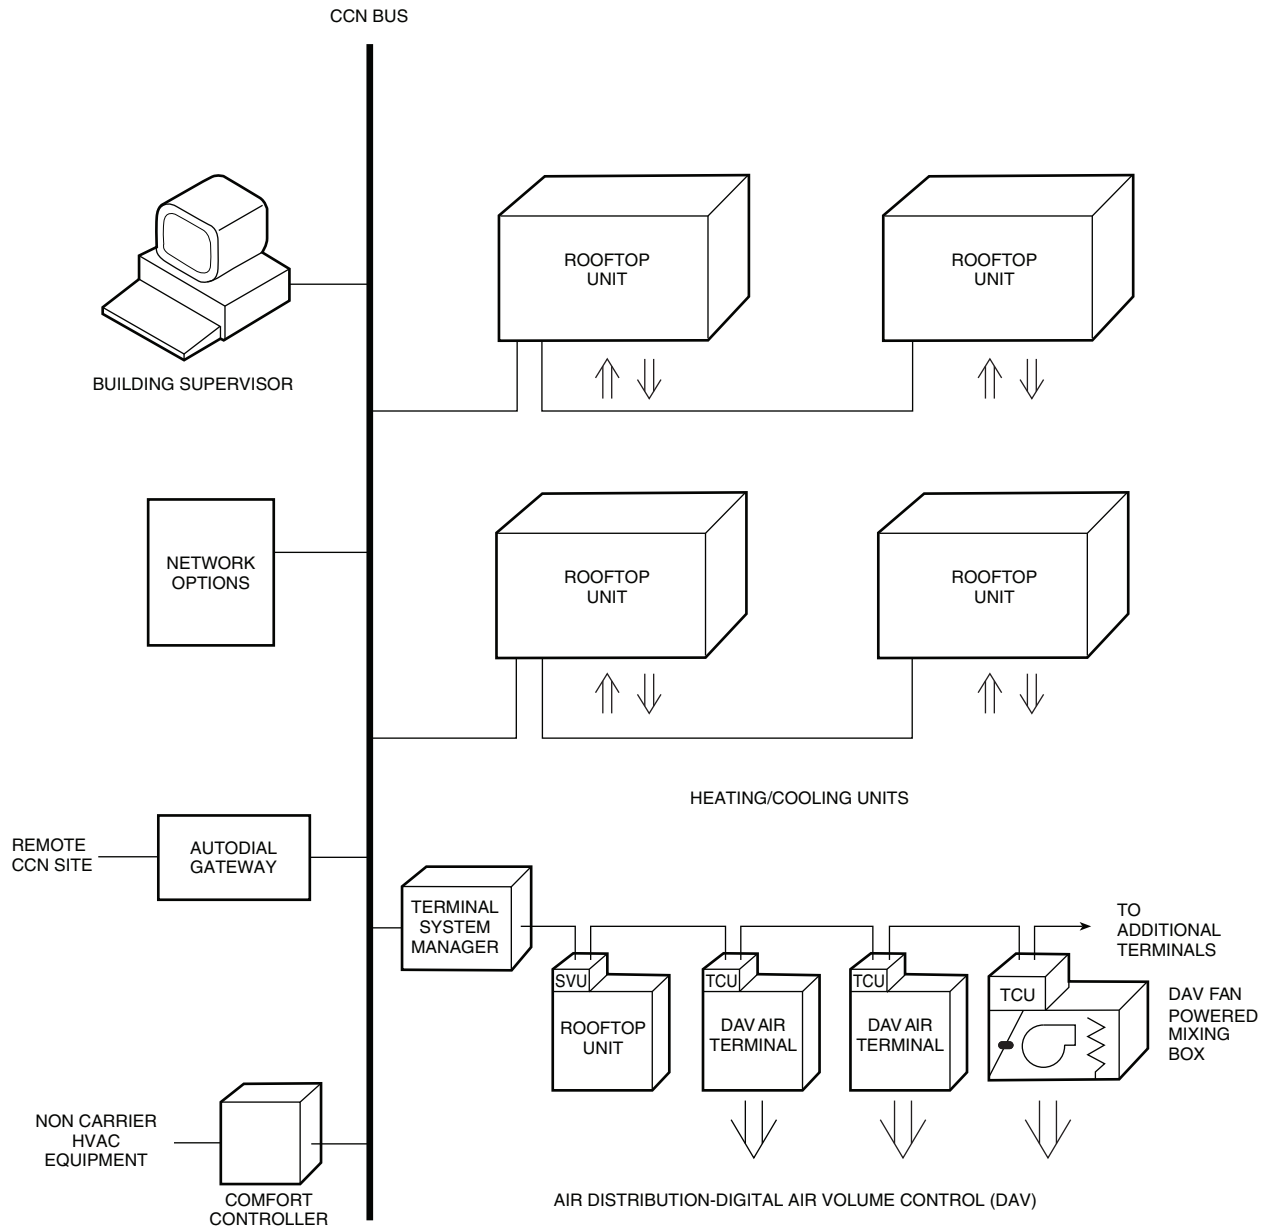 CCN BUS
ROOFTOP
UNIT
ROOFTOP
UNIT
BUILDING SUPERVISOR
NETWORK
OPTIONS
ROOFTOP
UNIT
ROOFTOP
UNIT
HEATING/COOLING UNITS
REMOTE
CCN SITE
AUTODIAL
GATEWAY
TERMINAL
SYSTEM
MANAGER
TO
ADDITIONAL
TERMINALS
SVU
ROOFTOP
UNIT
TCU
DAV AIR
TERMINAL
TCU
DAV AIR
TERMINAL
TCU
DAV FAN
POWERED
MIXING
BOX
NON CARRIER
HVAC
EQUIPMENT
COMFORT
CONTROLLER
AIR DISTRIBUTION-DIGITAL AIR VOLUME CONTROL (DAV)